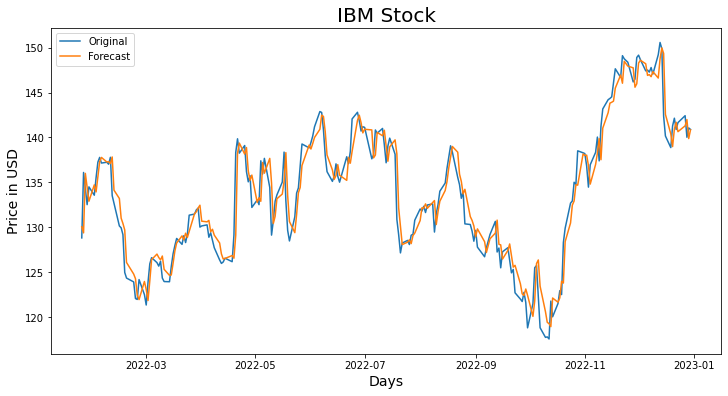 IBM Stock
Original
Forecast
Price in USD
150
145
140
135
130
125
120
2022-03
2022-05
2022-07
2022-09
2022-11
2023-01
Days